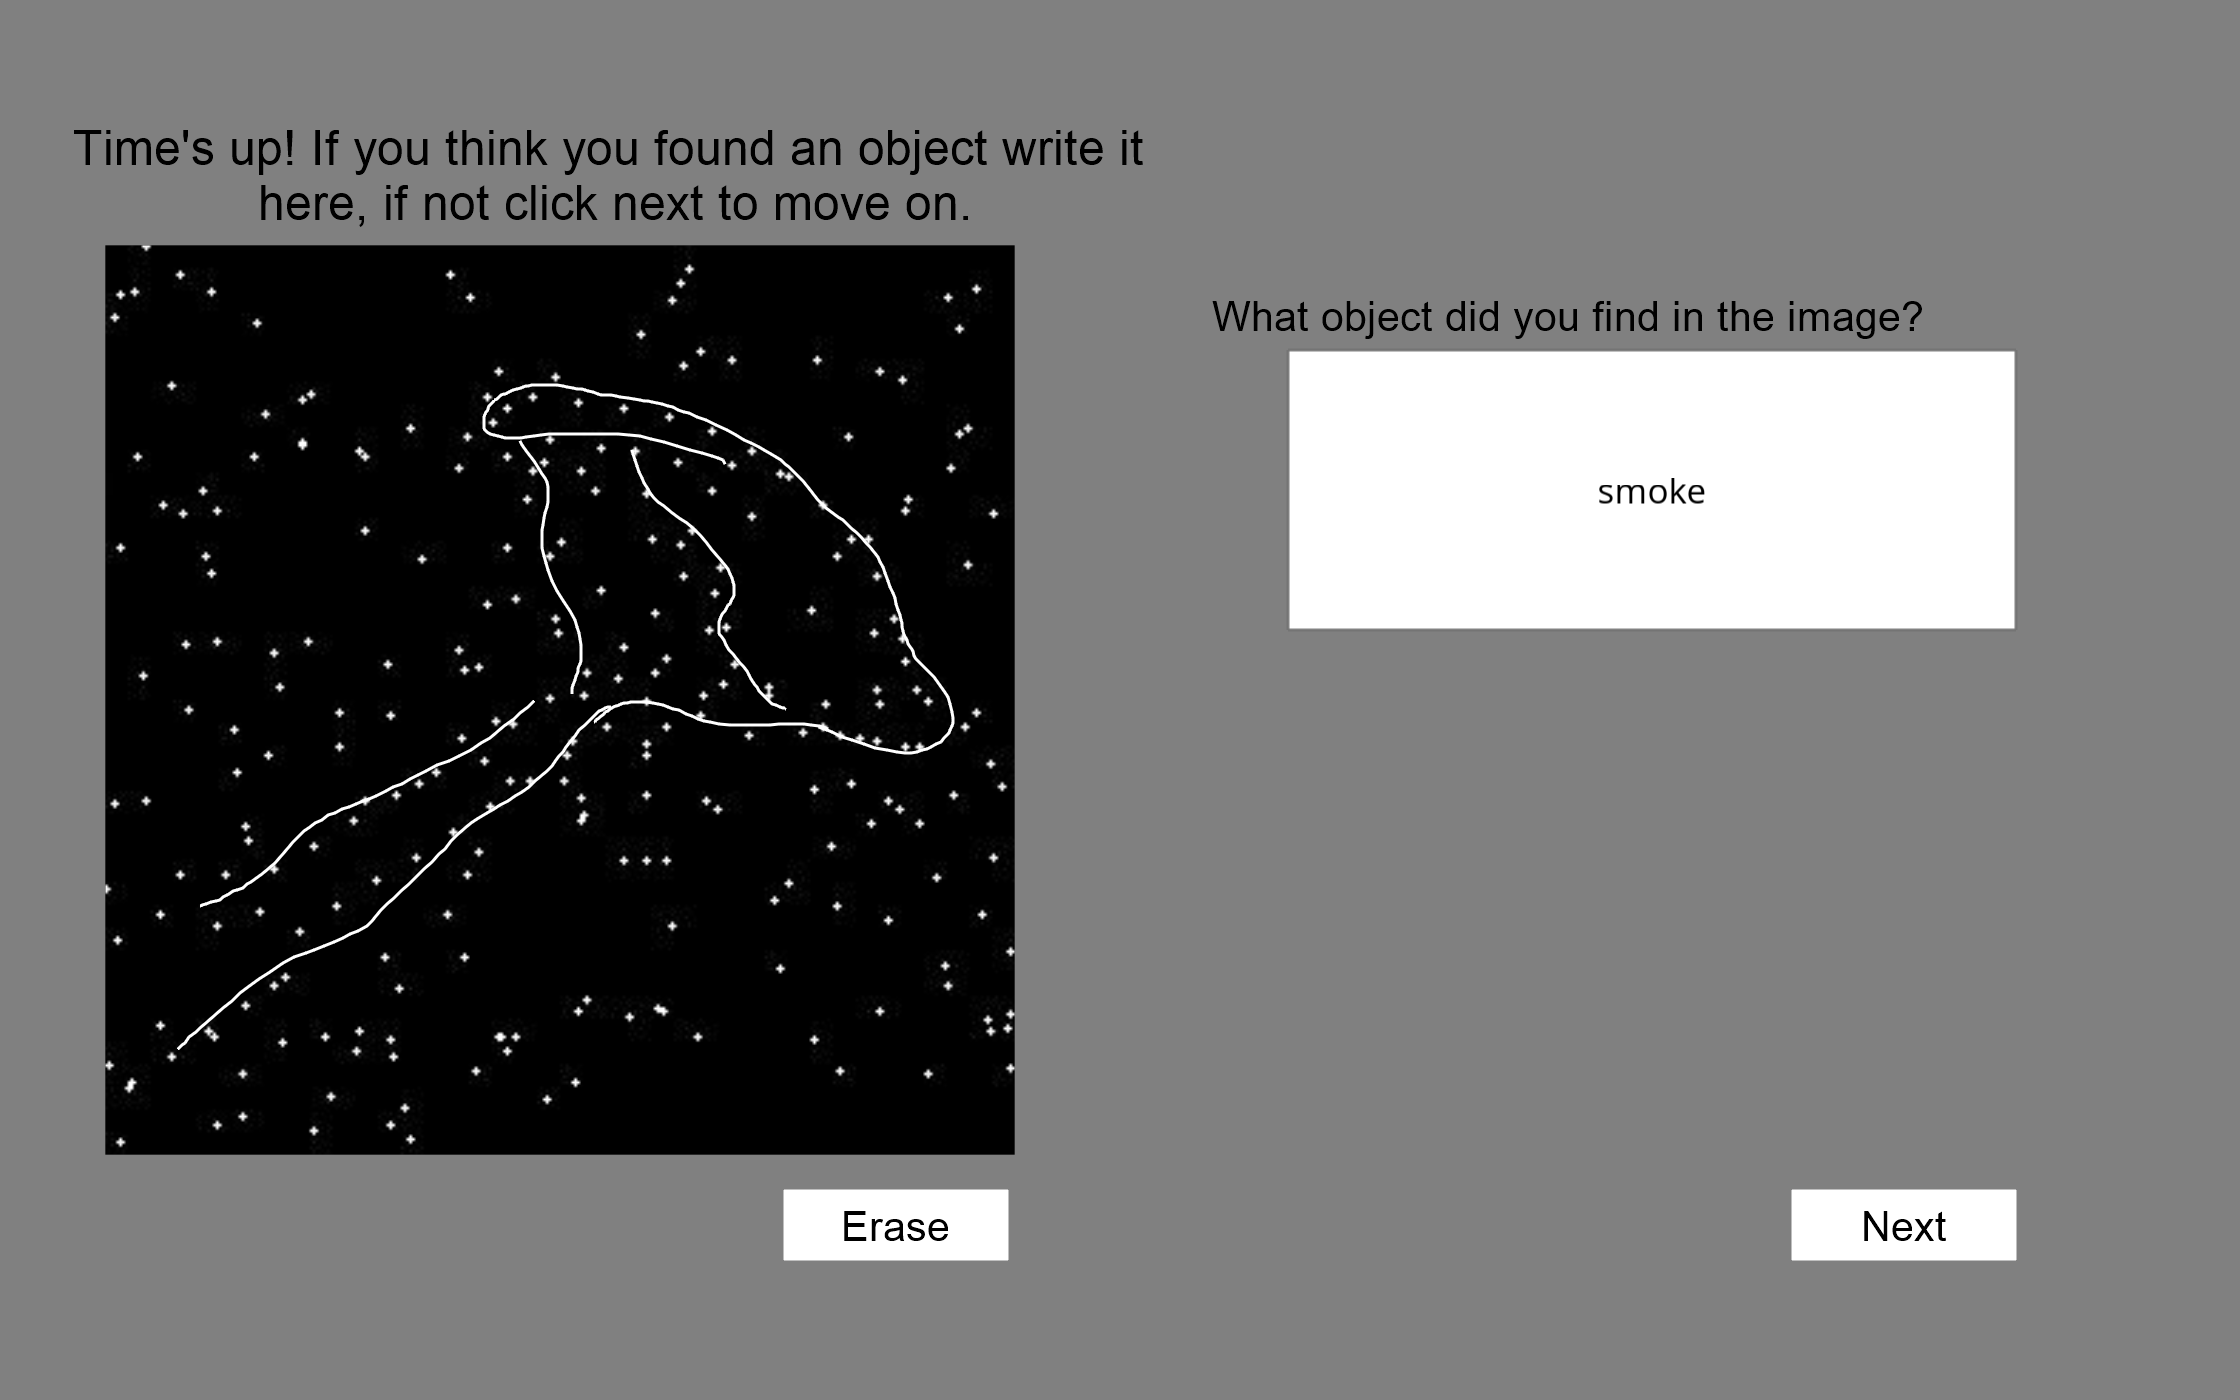 Time's up! If you think you found an object write it
here, if not click next to move on.
What object did you find in the image?
smoke
Erase
Next